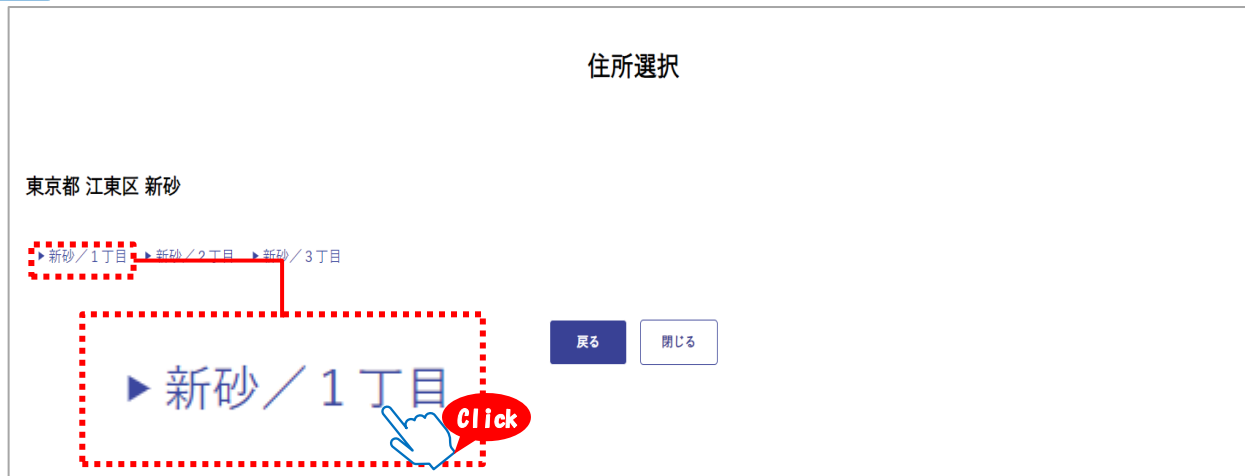 住所選択
東京都 江東区 新砂
▶新砂／１丁目 ▶新砂／２丁目 ▶新砂／３丁目
戻る 閉じる
▶新砂／１丁目
Click